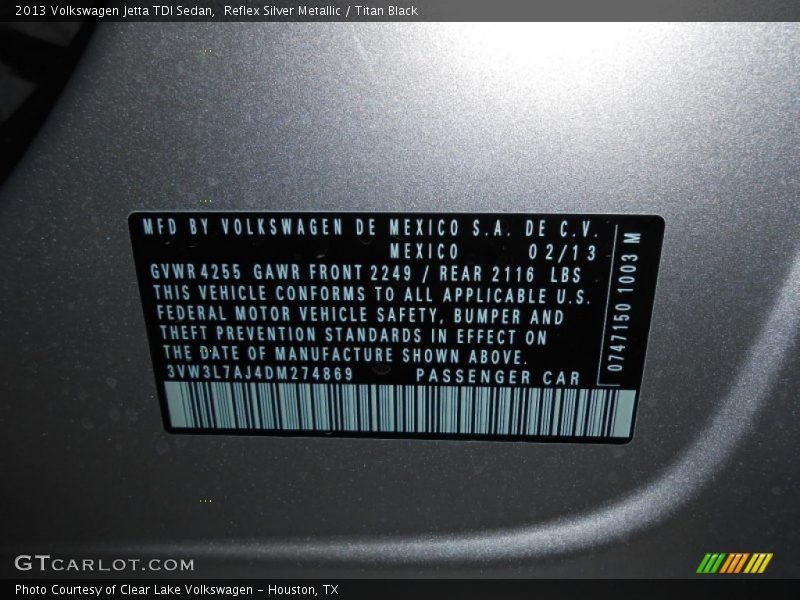 2013 Volkswagen Jetta TDI Sedan,  Reflex Silver Metallic / Titan Black
MFD BY VOLKSWAGEN DE MEXICO S.A. DE C.V.
MEXICO 02/13
GVWR 4255 GAWR FRONT 2249 / REAR 2116 LBS
THIS VEHICLE CONFORMS TO ALL APPLICABLE U.S.
FEDERAL MOTOR VEHICLE SAFETY, BUMPER AND
THEFT PREVENTION STANDARDS IN EFFECT ON
THE DATE OF MANUFACTURE SHOWN ABOVE.
3VW3L7AJ4DM274869 PASSENGER CAR
0747150 1003 M
GTCARLOT.COM
Photo Courtesy of Clear Lake Volkswagen - Houston, TX